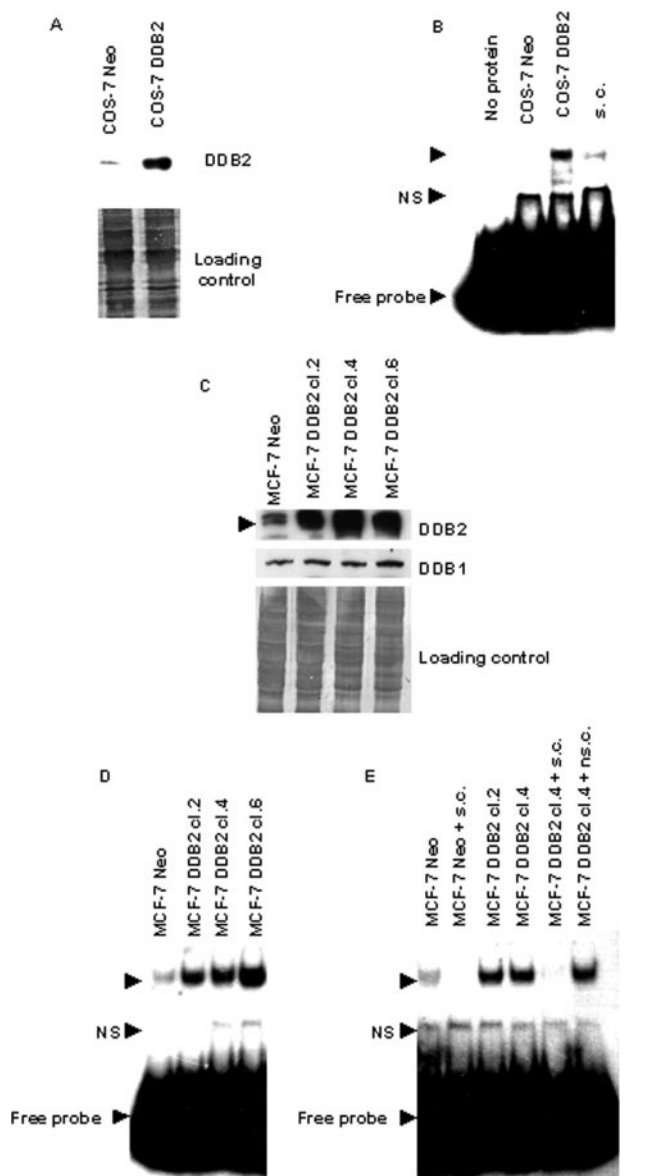 A
COS-7 Neo
COS-7 DDB2
DDB2
Loading
control
B
No protein
COS-7 Neo
COS-7 DDB2
s. c.
NS
Free probe
C
MCF-7 Neo
MCF-7 DDB2 cl.2
MCF-7 DDB2 cl.4
MCF-7 DDB2 cl.6
DDB2
DDB1
Loading control
D
MCF-7 Neo
MCF-7 DDB2 cl.2
MCF-7 DDB2 cl.4
MCF-7 DDB2 cl.6
NS
Free probe
E
MCF-7 Neo
MCF-7 Neo + s.c.
MCF-7 DDB2 cl.2
MCF-7 DDB2 cl.4
MCF-7 DDB2 cl.4 + s.c.
MCF-7 DDB2 cl.4 + ns.c.
NS
Free probe